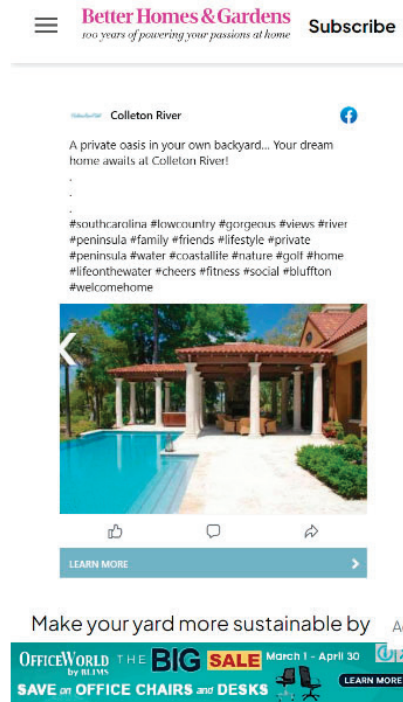 Better Homes & Gardens
100 years of powering your passions at home
Subscribe
Colleton River
A private oasis in your own backyard... Your dream
home awaits at Colleton River!
.
.
.
#southcarolina #lowcountry #gorgeous #views #river
#peninsula #family #friends #lifestyle #private
#peninsula #water #coastallife #nature #golf #home
#lifeonthewater #cheers #fitness #social #bluffton
#welcomehome
LEARN MORE
Make your yard more sustainable by
OFFICEWORLD THE BIG SALE March 1 - April 30
by BLIMS
SAVE on OFFICE CHAIRS and DESKS
LEARN MORE